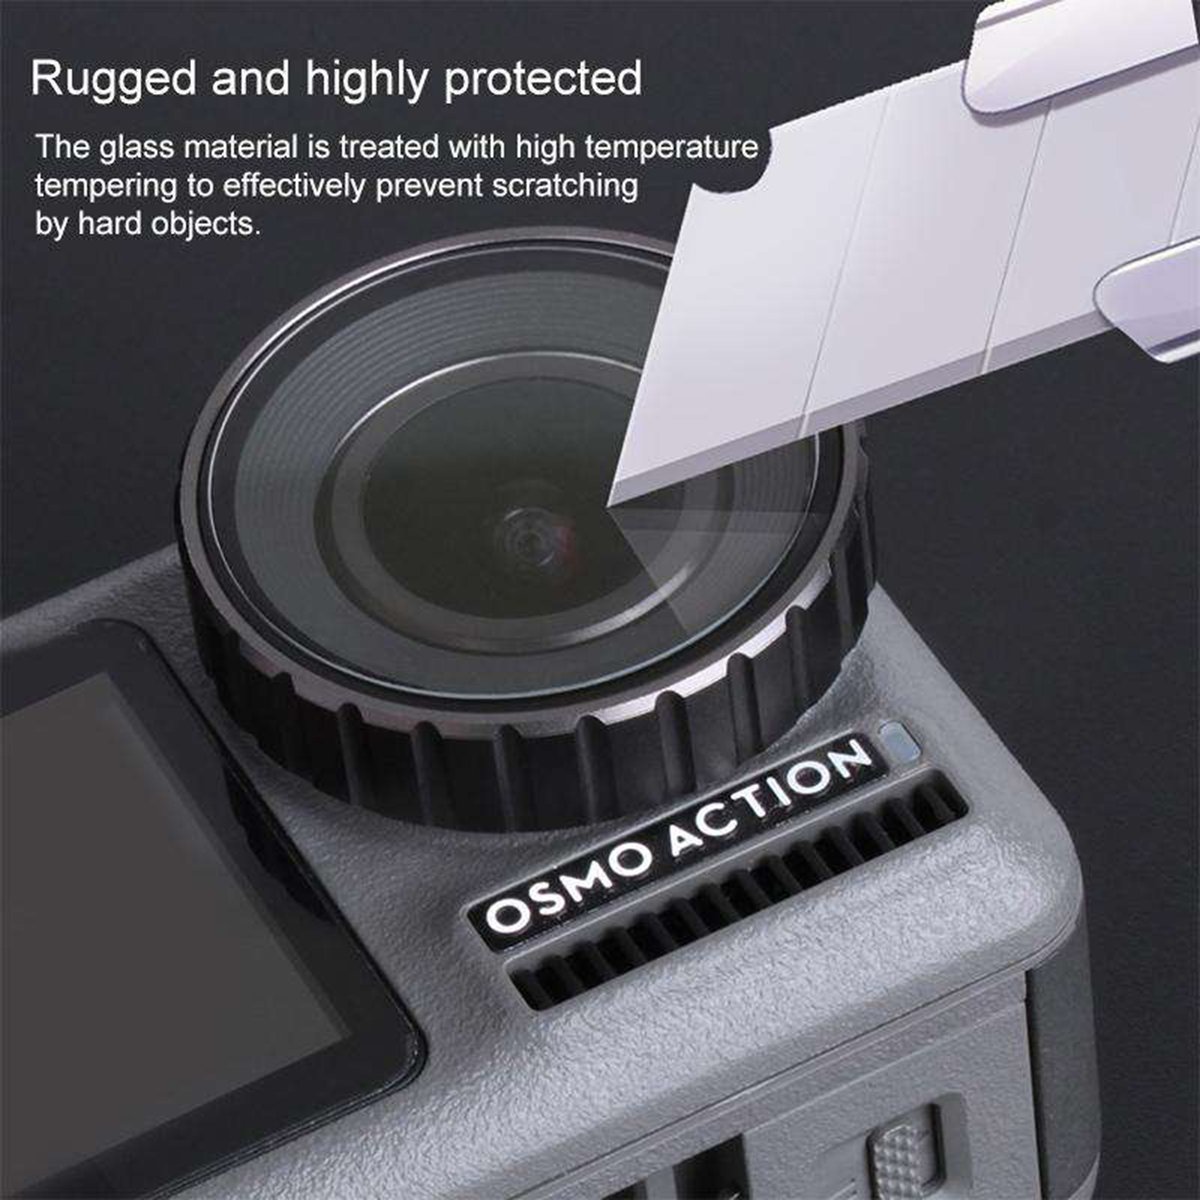 Rugged and highly protected
The glass material is treated with high temperature
tempering to effectively prevent scratching
by hard objects.
OSMO ACTION